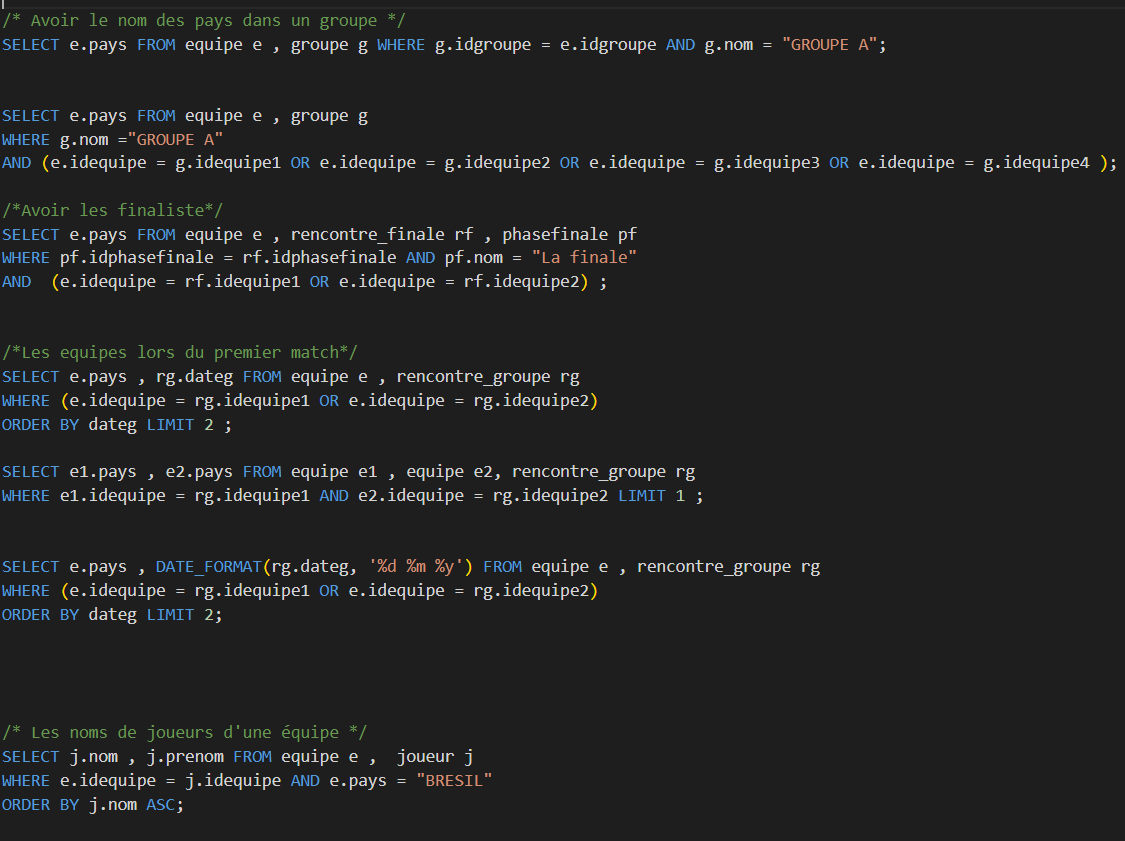 /* Avoir le nom des pays dans un groupe */
SELECT e.pays FROM equipe e , groupe g WHERE g.idgroupe = e.idgroupe AND g.nom = "GROUPE A";
SELECT e.pays FROM equipe e , groupe g
WHERE g.nom ="GROUPE A"
AND (e.idequipe = g.idequipe1 OR e.idequipe = g.idequipe2 OR e.idequipe = g.idequipe3 OR e.idequipe = g.idequipe4 );
/*Avoir les finaliste*/
SELECT e.pays FROM equipe e , rencontre_finale rf , phasefinale pf
WHERE pf.idphasefinale = rf.idphasefinale AND pf.nom = "La finale"
AND  (e.idequipe = rf.idequipe1 OR e.idequipe = rf.idequipe2) ;
/*Les equipes lors du premier match*/
SELECT e.pays , rg.dateg FROM equipe e , rencontre_groupe rg
WHERE (e.idequipe = rg.idequipe1 OR e.idequipe = rg.idequipe2)
ORDER BY dateg LIMIT 2 ;
SELECT e1.pays , e2.pays FROM equipe e1 , equipe e2, rencontre_groupe rg
WHERE e1.idequipe = rg.idequipe1 AND e2.idequipe = rg.idequipe2 LIMIT 1 ;
SELECT e.pays , DATE_FORMAT(rg.dateg, '%d %m %y') FROM equipe e , rencontre_groupe rg
WHERE (e.idequipe = rg.idequipe1 OR e.idequipe = rg.idequipe2)
ORDER BY dateg LIMIT 2;
/* Les noms de joueurs d'une équipe */
SELECT j.nom , j.prenom FROM equipe e ,  joueur j
WHERE e.idequipe = j.idequipe AND e.pays = "BRESIL"
ORDER BY j.nom ASC;